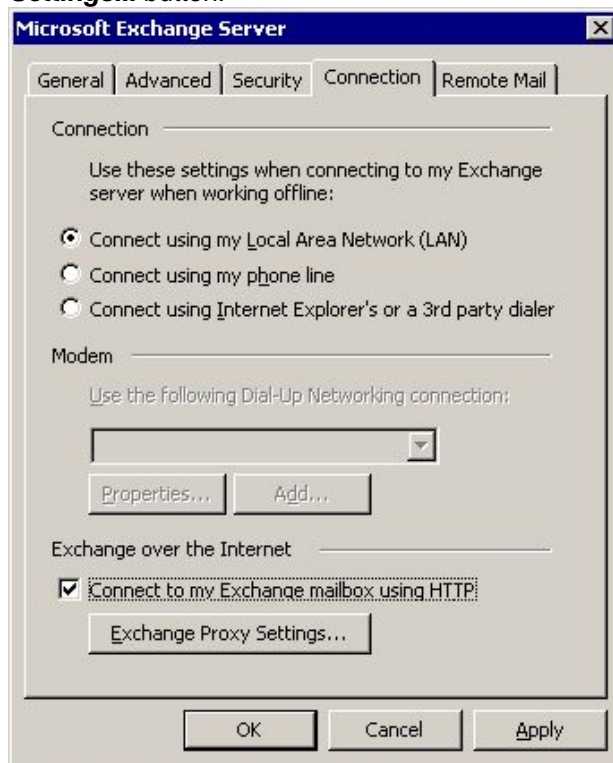 Settings... button.
Microsoft Exchange Server
General Advanced Security Connection Remote Mail
Connection
Use these settings when connecting to my Exchange
server when working offline:
Connect using my Local Area Network (LAN)
Connect using my phone line
Connect using Internet Explorer's or a 3rd party dialer
Modem
Use the following Dial-Up Networking connection:
Properties... Add...
Exchange over the Internet
Connect to my Exchange mailbox using HTTP
Exchange Proxy Settings...
OK Cancel Apply